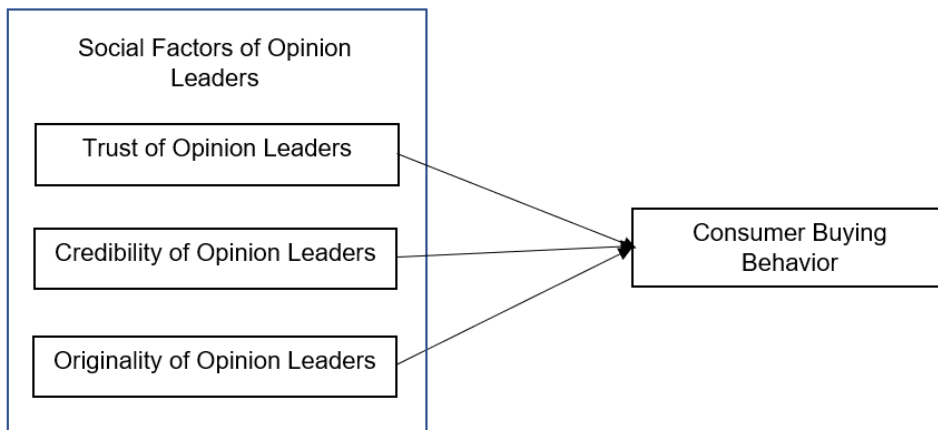 Social Factors of Opinion
Leaders
Trust of Opinion Leaders
Credibility of Opinion Leaders
Originality of Opinion Leaders
Consumer Buying
Behavior